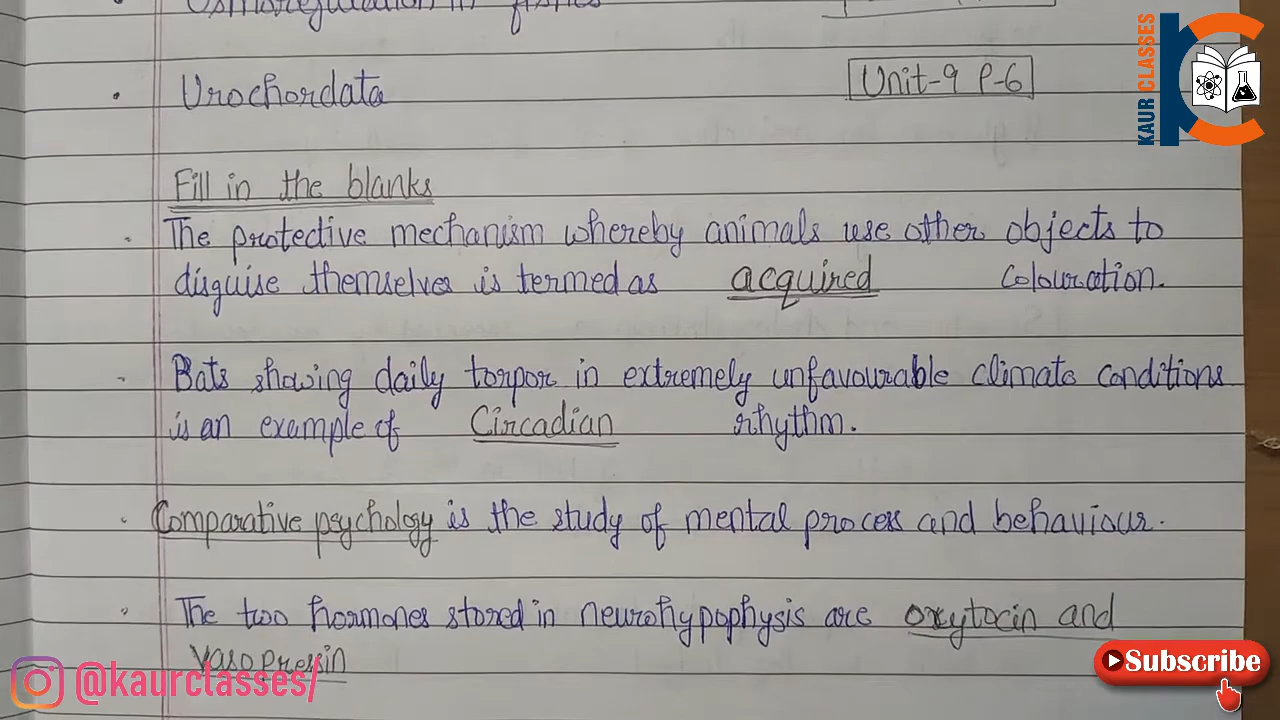 Osmoregulation in fishes
• Urochordata
Unit-9 P-6
KAUR CLASSES
Fill in the blanks
The protective mechanism whereby animals use other objects to
disguise themselves is termed as acquired colouration.
Bats showing daily torpor in extremely unfavourable climate conditions
is an example of Circadian rhythm.
Comparative psychology is the study of mental process and behaviour.
The two hormones stored in neurohypophysis are oxytocin and
vasopressin
@kaurclasses/
Subscribe